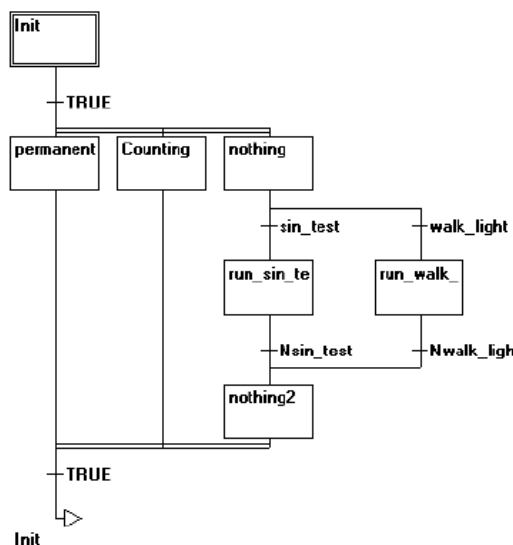 Init
TRUE
permanent Counting nothing
sin_test walk_light
run_sin_te run_walk_
Nsin_test Nwalk_ligh
nothing2
TRUE
Init